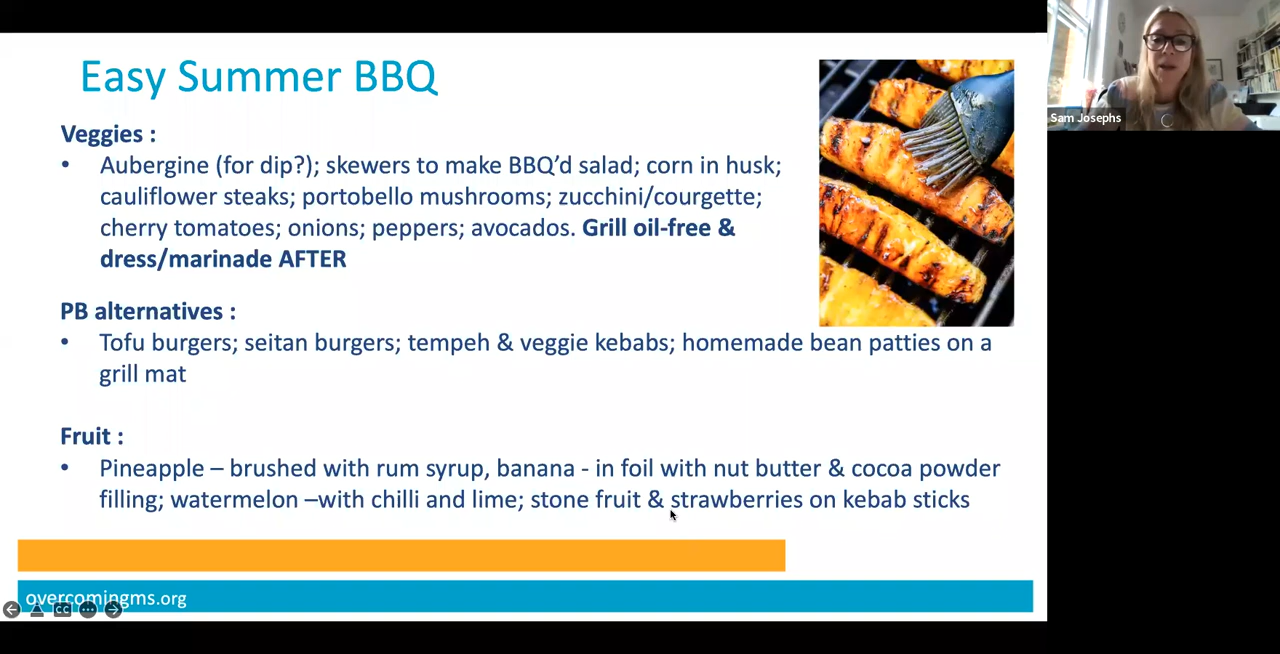 Easy Summer BBQ
Sam Josephs
Veggies :
• Aubergine (for dip?); skewers to make BBQ’d salad; corn in husk;
cauliflower steaks; portobello mushrooms; zucchini/courgette;
cherry tomatoes; onions; peppers; avocados. Grill oil-free &
dress/marinade AFTER
PB alternatives :
• Tofu burgers; seitan burgers; tempeh & veggie kebabs; homemade bean patties on a
grill mat
Fruit :
• Pineapple – brushed with rum syrup, banana - in foil with nut butter & cocoa powder
filling; watermelon –with chilli and lime; stone fruit & strawberries on kebab sticks
overcomingms.org
CC